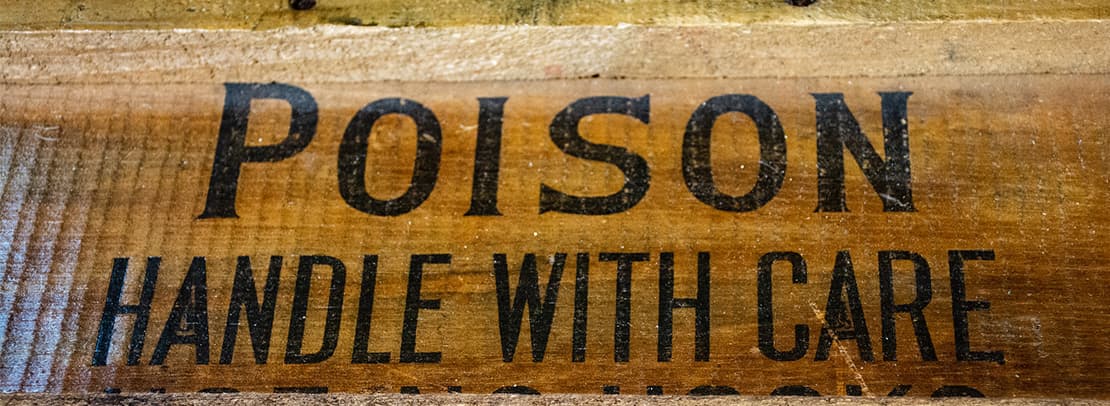 POISON
HANDLE WITH CARE